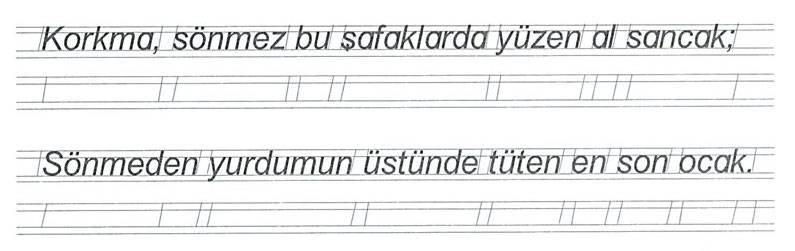 Korkma, sönmez bu şafaklarda yüzen al sancak;
Sönmeden yurdumun üstünde tüten en son ocak.